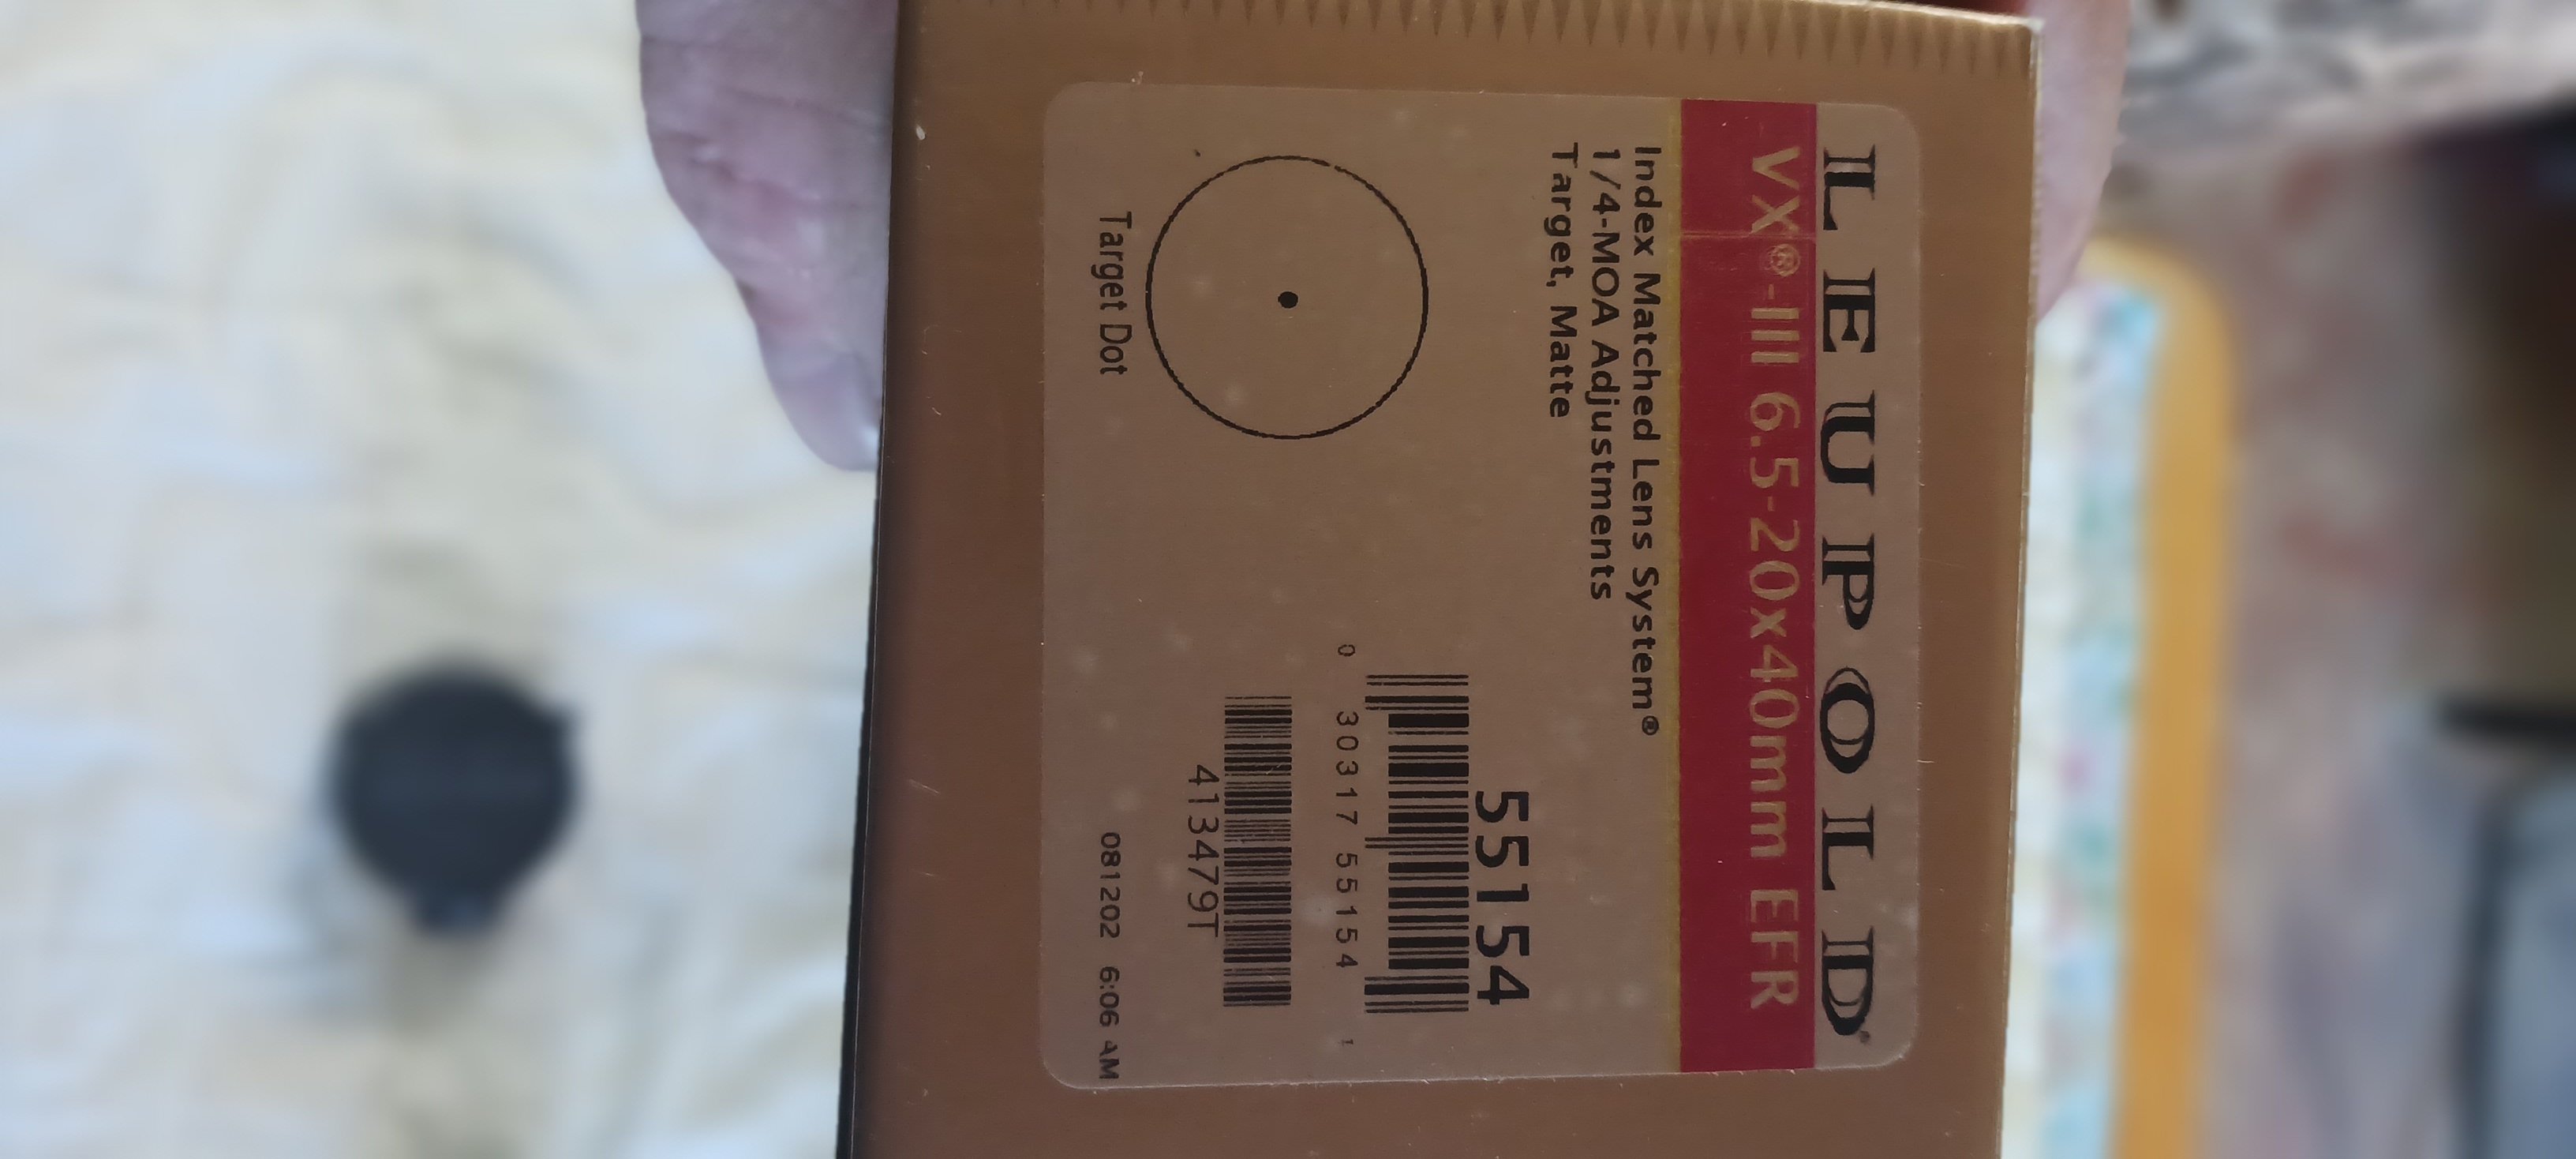 LEUPOLD®
VX®-III 6.5-20x40mm EFR
Index Matched Lens System®
1/4-MOA Adjustments
Target, Matte
55154
0 30317 55154 1
413479T
Target Dot
081202 6:06 AM